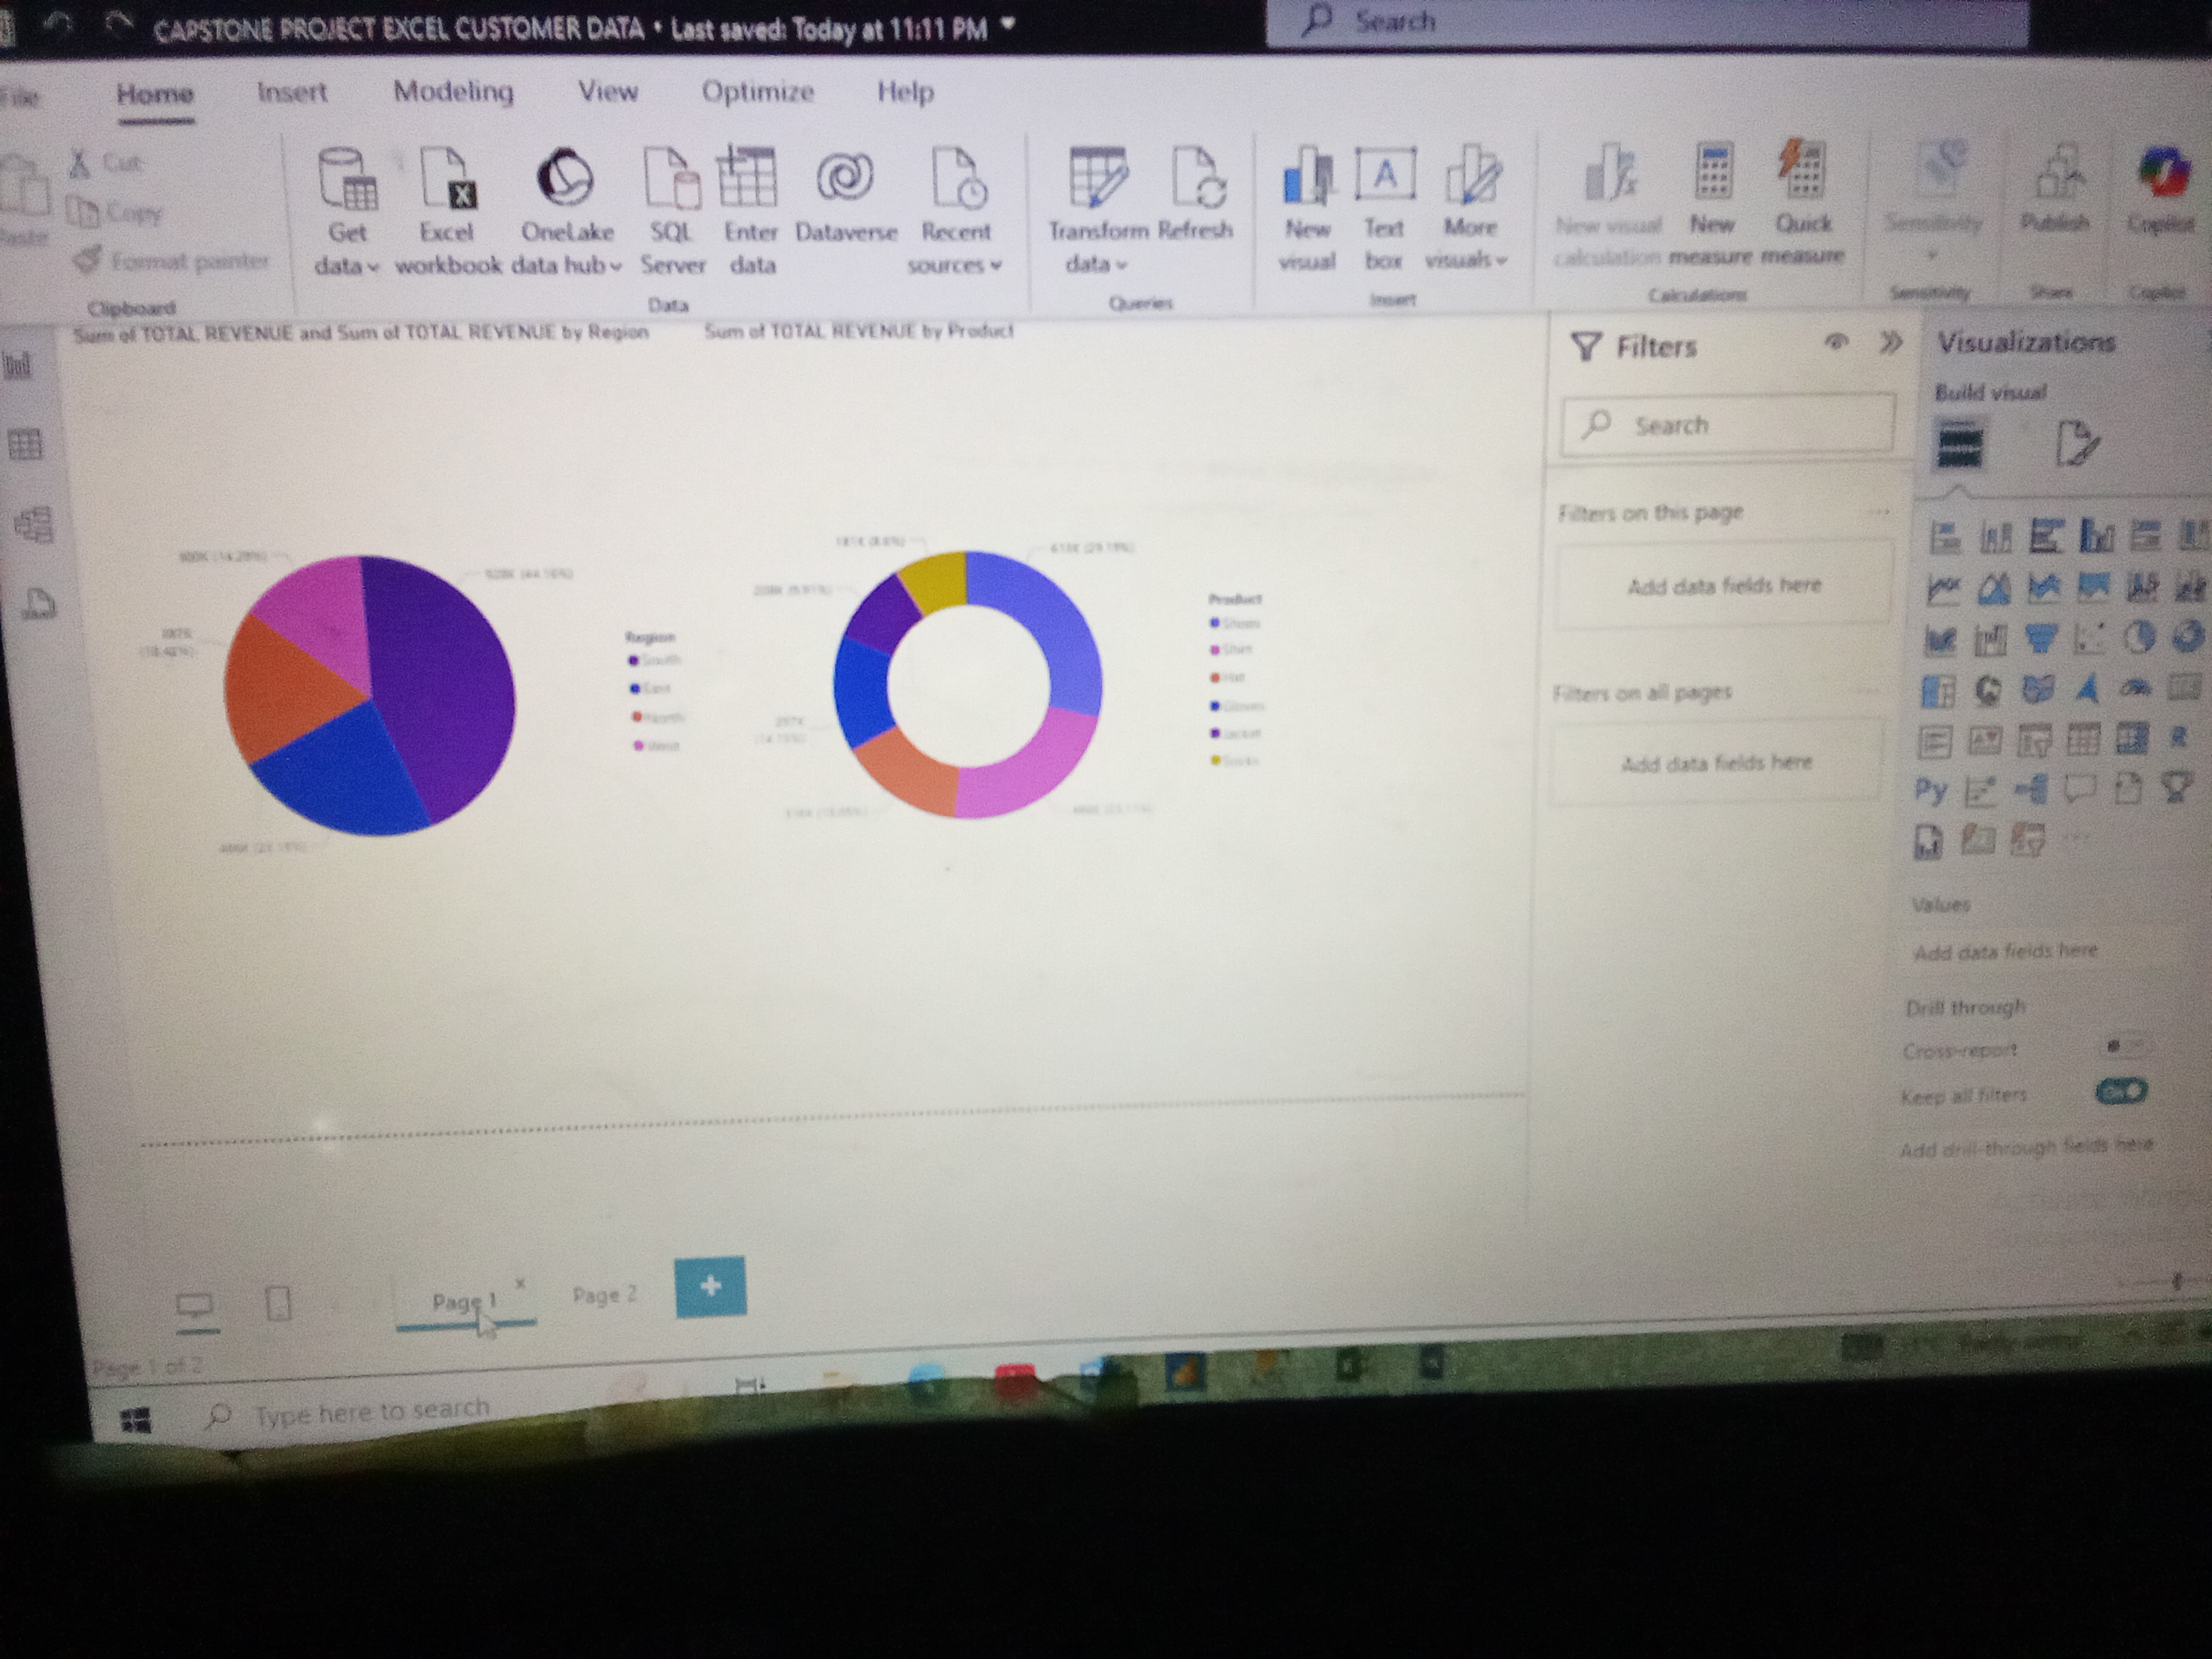 CAPSTONE PROJECT EXCEL CUSTOMER DATA • Last saved: Today at 11:11 PM
Search
File Home Insert Modeling View Optimize Help
Paste
Cut
Copy
Format painter
Clipboard
Get data
Excel workbook
OneLake data hub
SQL Server
Enter data
Dataverse
Recent sources
Data
Transform data
Refresh
Queries
New visual
Text box
More visuals
Insert
New visual calculation
New measure
Quick measure
Calculations
Sensitivity
Sensitivity
Publish
Share
Copilot
Copilot
Sum of TOTAL REVENUE and Sum of TOTAL REVENUE by Region
Region
South
East
North
West
Sum of TOTAL REVENUE by Product
Product
Shoes
Shirt
Hat
Gloves
Jacket
Socks
Filters
Search
Filters on this page
Add data fields here
Filters on all pages
Add data fields here
Visualizations
Build visual
R
Py
Values
Add data fields here
Drill through
Cross-report
Keep all filters
On
Add drill-through fields here
Page 1
Page 2
Page 1 of 2
Type here to search